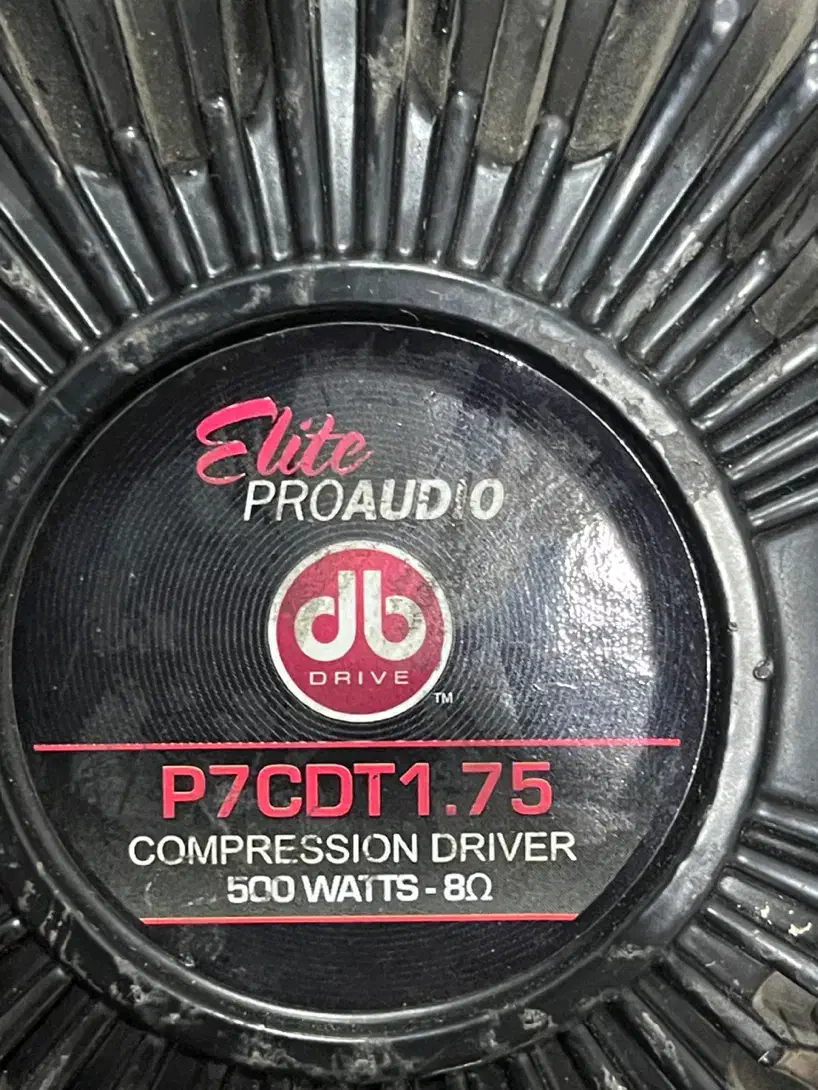 Elite
PROAUDIO
db
DRIVE
TM
P7CDT1.75
COMPRESSION DRIVER
500 WATTS - 8Ω